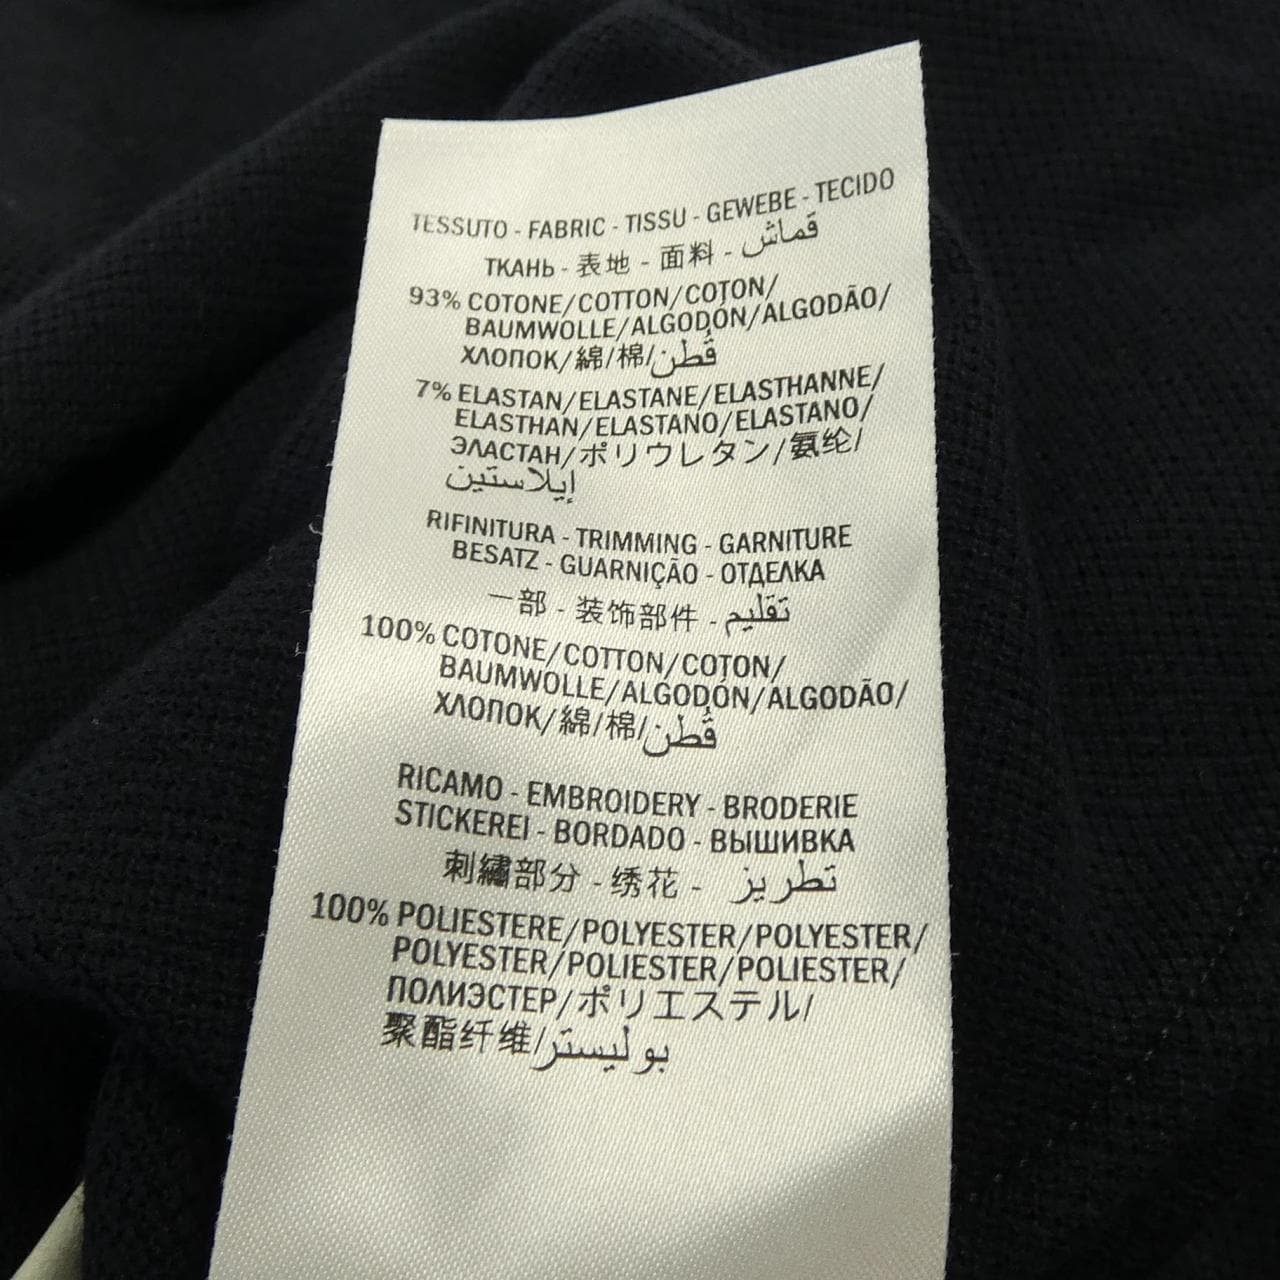 TESSUTO - FABRIC - TISSU - GEWEBE - TECIDO
ТКАНЬ - 表地 - 面料 - قماش
93% COTONE/COTTON/COTON/
BAUMWOLLE/ALGODÓN/ALGODÃO/
ХЛОПОК/綿/棉/قُطن
7% ELASTAN/ELASTANE/ELASTHANNE/
ELASTHAN/ELASTANO/ELASTANO/
ЭЛАСТАН/ポリウレタン/氨纶/
إيلاستين
RIFINITURA - TRIMMING - GARNITURE
BESATZ - GUARNIÇÃO - ОТДЕЛКА
一部 - 装饰部件 - تقليم
100% COTONE/COTTON/COTON/
BAUMWOLLE/ALGODÓN/ALGODÃO/
ХЛОПОК/綿/棉/قُطن
RICAMO - EMBROIDERY - BRODERIE
STICKEREI - BORDADO - ВЫШИВКА
刺繍部分 - 绣花 - تطريز
100% POLIESTERE/POLYESTER/POLYESTER/
POLYESTER/POLIESTER/POLIESTER/
ПОЛИЭСТЕР/ポリエステル/
聚酯纤维/بوليستر